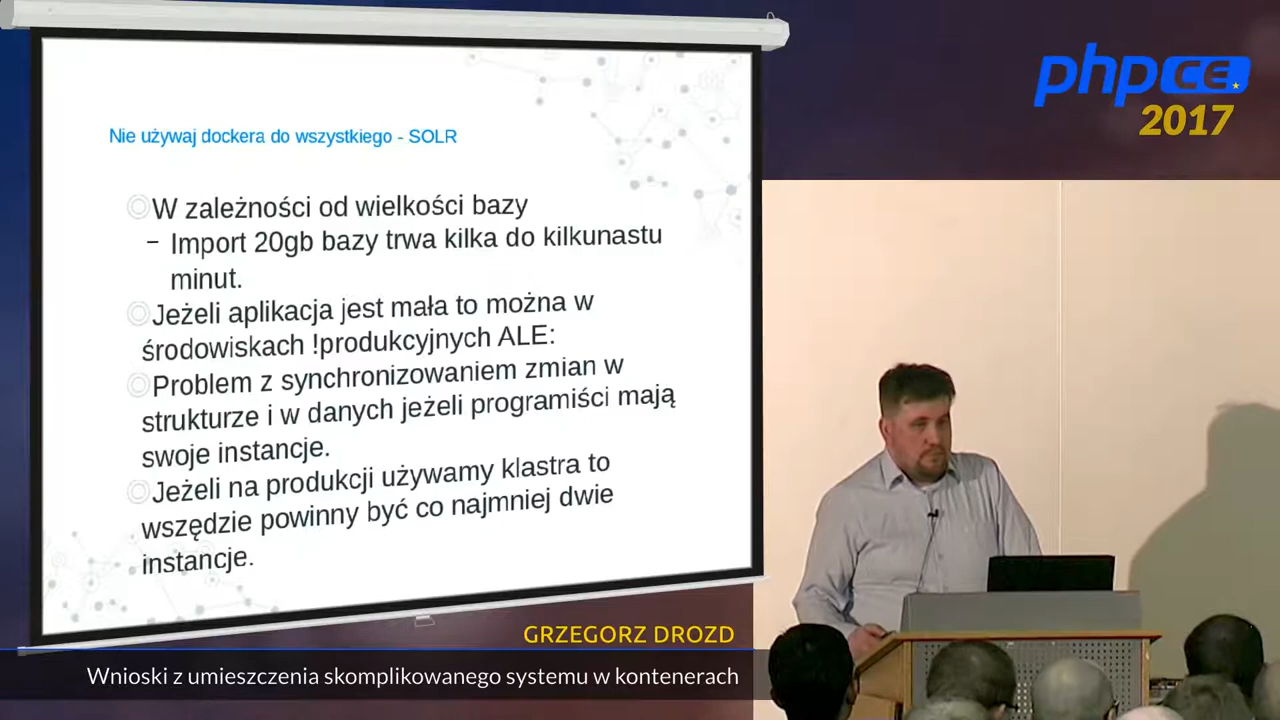 Nie używaj dockera do wszystkiego - SOLR
W zależności od wielkości bazy
– Import 20gb bazy trwa kilka do kilkunastu
minut.
Jeżeli aplikacja jest mała to można w
środowiskach !produkcyjnych ALE:
Problem z synchronizowaniem zmian w
strukturze i w danych jeżeli programiści mają
swoje instancje.
Jeżeli na produkcji używamy klastra to
wszędzie powinny być co najmniej dwie
instancje.
phpCE
2017
GRZEGORZ DROZD
Wnioski z umieszczenia skomplikowanego systemu w kontenerach